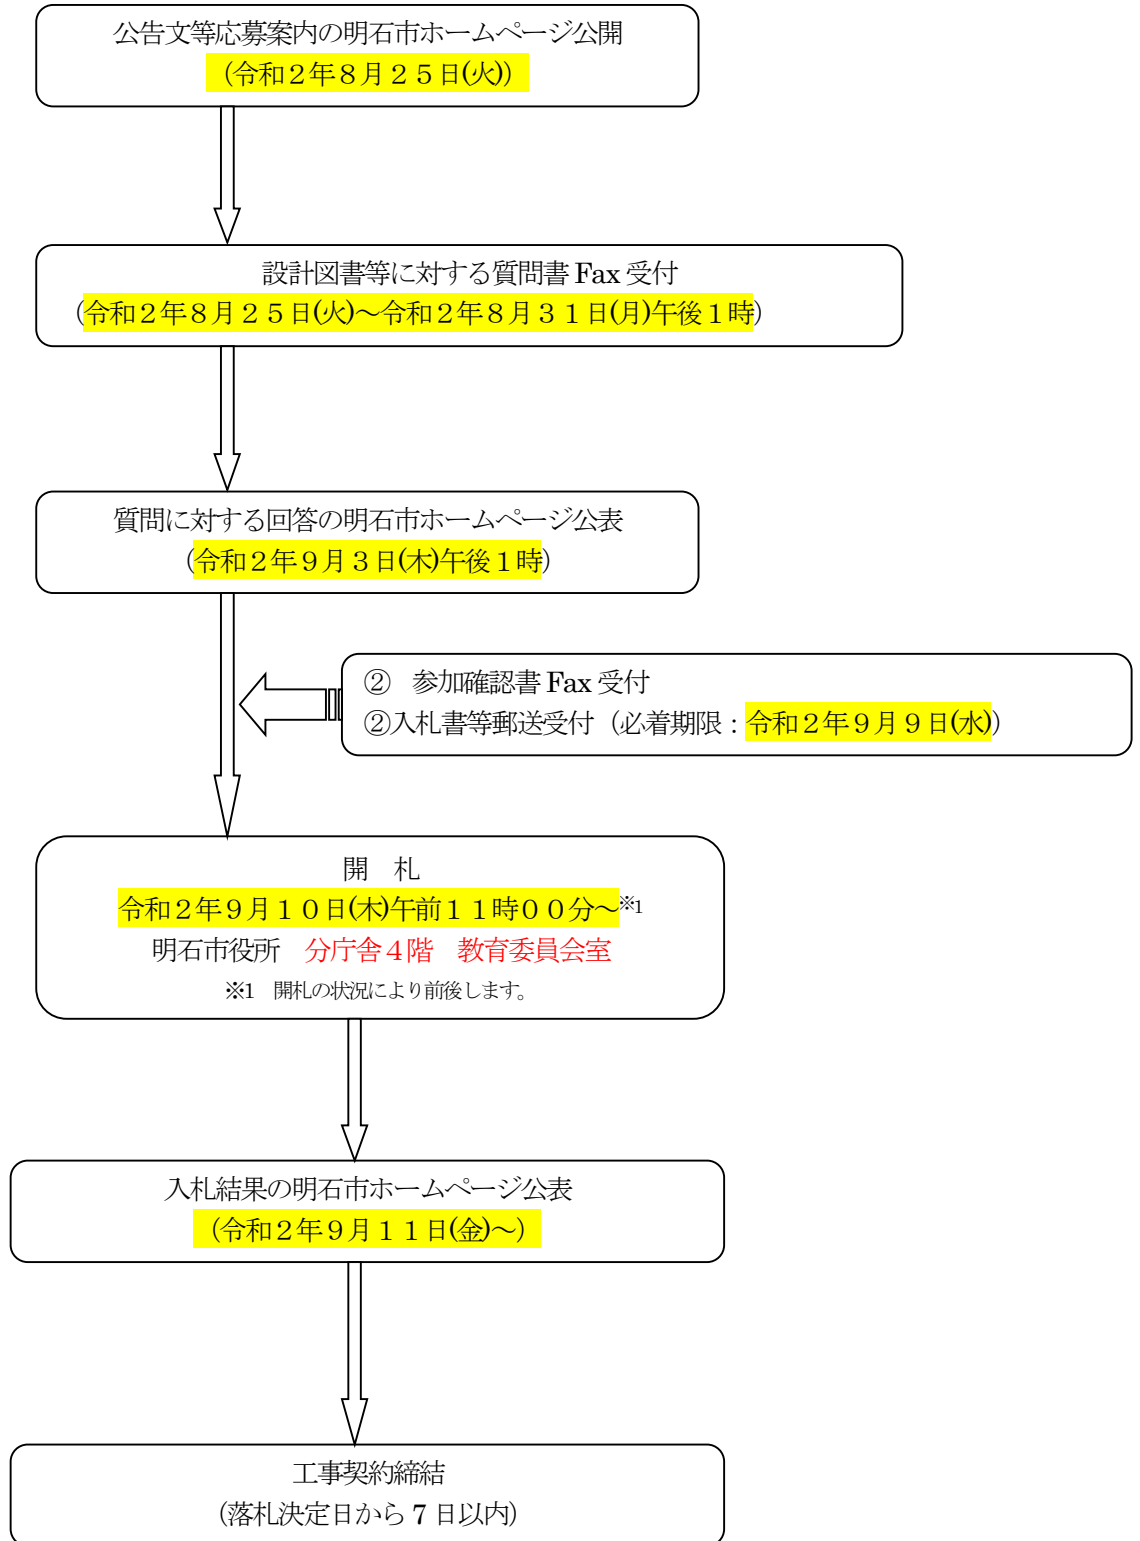 公告文等応募案内の明石市ホームページ公開
（令和２年８月２５日(火)）
設計図書等に対する質問書 Fax 受付
（令和２年８月２５日(火)～令和２年８月３１日(月)午後１時）
質問に対する回答の明石市ホームページ公表
（令和２年９月３日(木)午後１時）
②　参加確認書 Fax 受付
②入札書等郵送受付（必着期限：令和２年９月９日(水)）
開　札
令和２年９月１０日(木)午前１１時００分～※1
明石市役所　分庁舎４階　教育委員会室
※1　開札の状況により前後します。
入札結果の明石市ホームページ公表
（令和２年９月１１日(金)～）
工事契約締結
（落札決定日から 7 日以内）